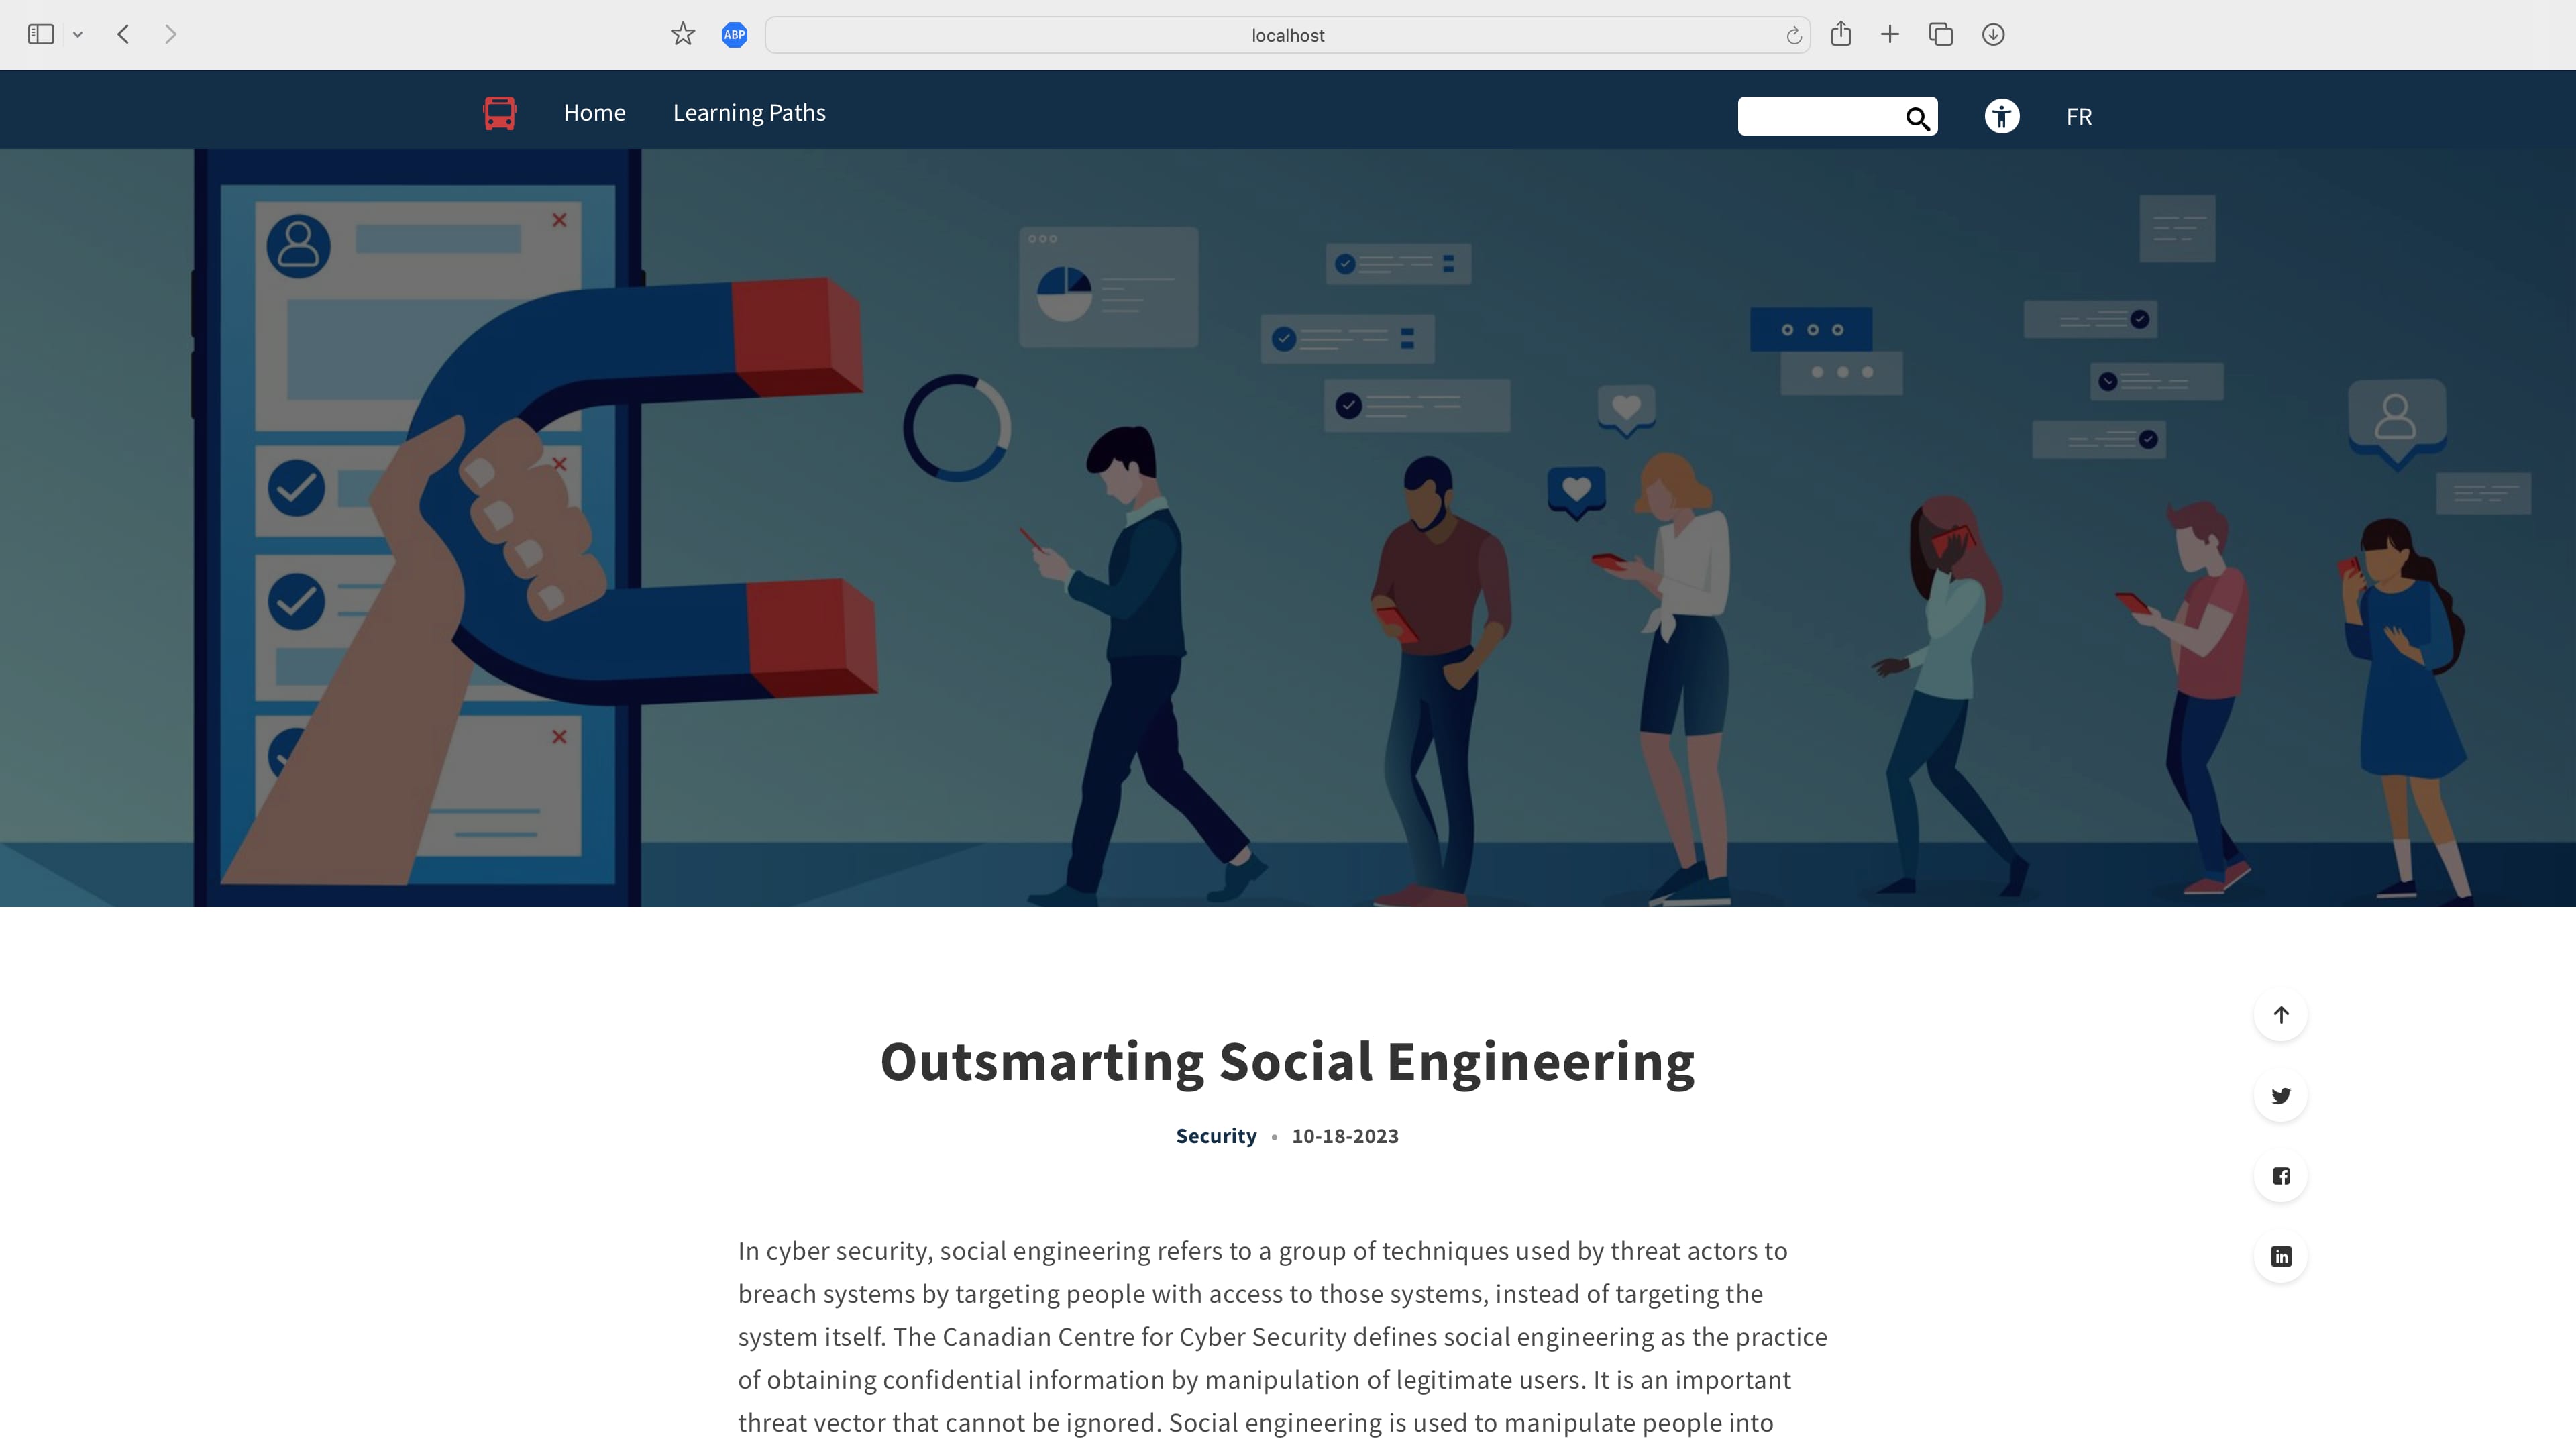 ABP
localhost
Home Learning Paths FR
Outsmarting Social Engineering
Security • 10-18-2023
In cyber security, social engineering refers to a group of techniques used by threat actors to
breach systems by targeting people with access to those systems, instead of targeting the
system itself. The Canadian Centre for Cyber Security defines social engineering as the practice
of obtaining confidential information by manipulation of legitimate users. It is an important
threat vector that cannot be ignored. Social engineering is used to manipulate people into